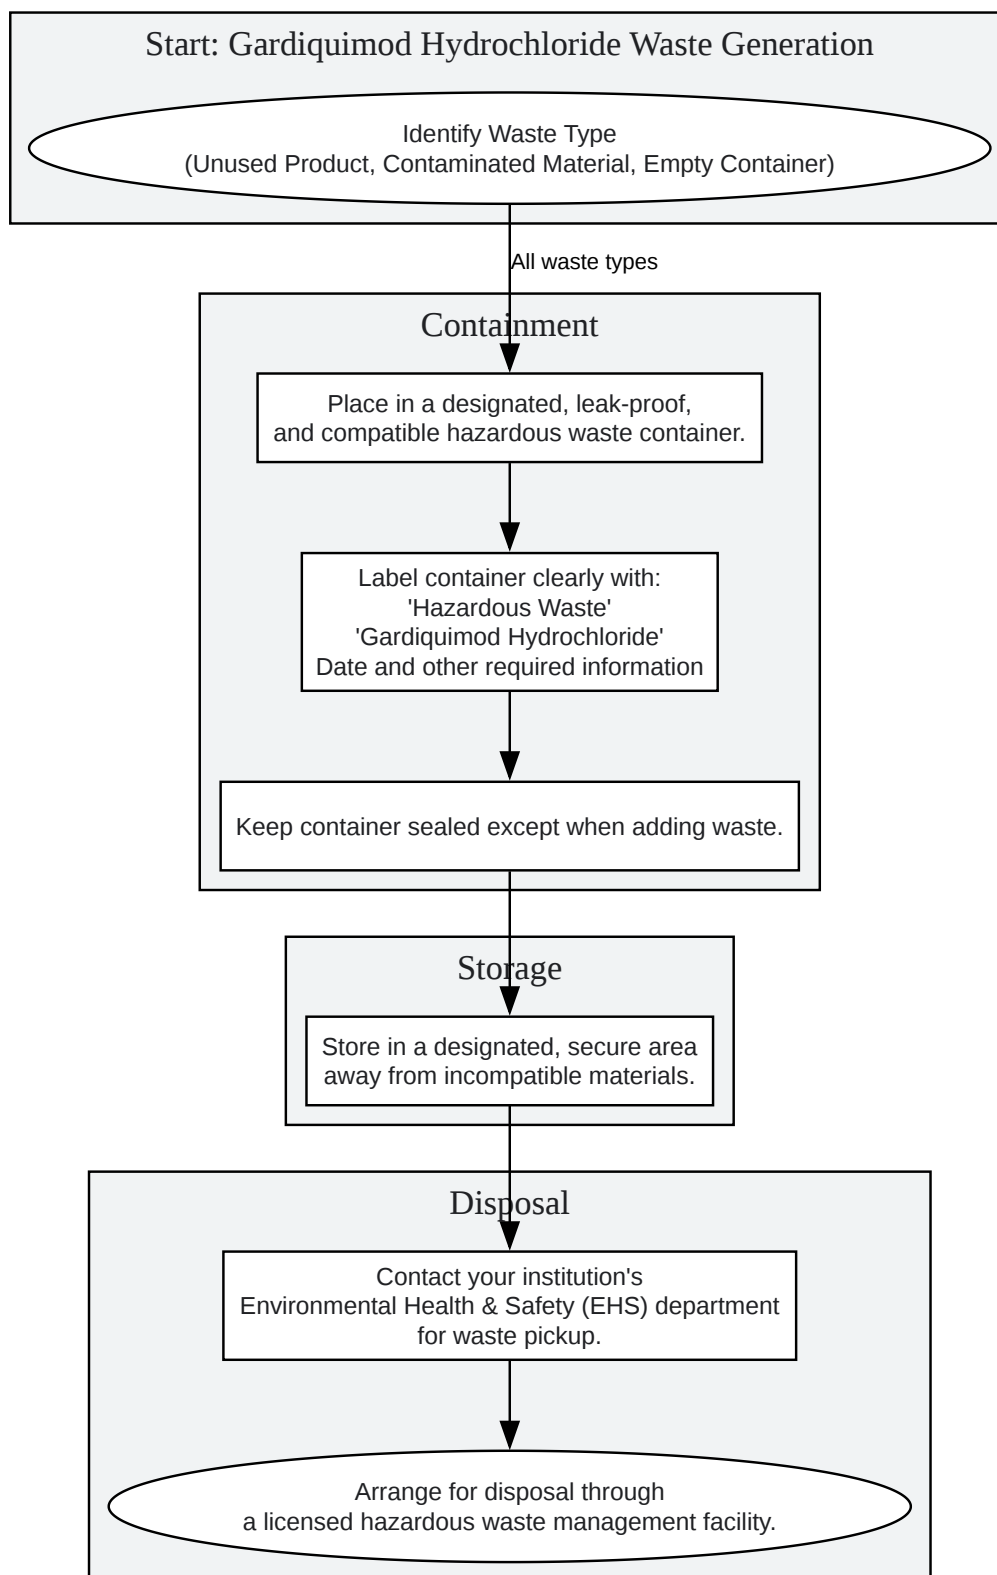 Start: Gardiquimod Hydrochloride Waste Generation
Identify Waste Type
(Unused Product, Contaminated Material, Empty Container)
All waste types
Containment
Place in a designated, leak-proof,
and compatible hazardous waste container.
Label container clearly with:
'Hazardous Waste'
'Gardiquimod Hydrochloride'
Date and other required information
Keep container sealed except when adding waste.
Storage
Store in a designated, secure area
away from incompatible materials.
Disposal
Contact your institution's
Environmental Health & Safety (EHS) department
for waste pickup.
Arrange for disposal through
a licensed hazardous waste management facility.